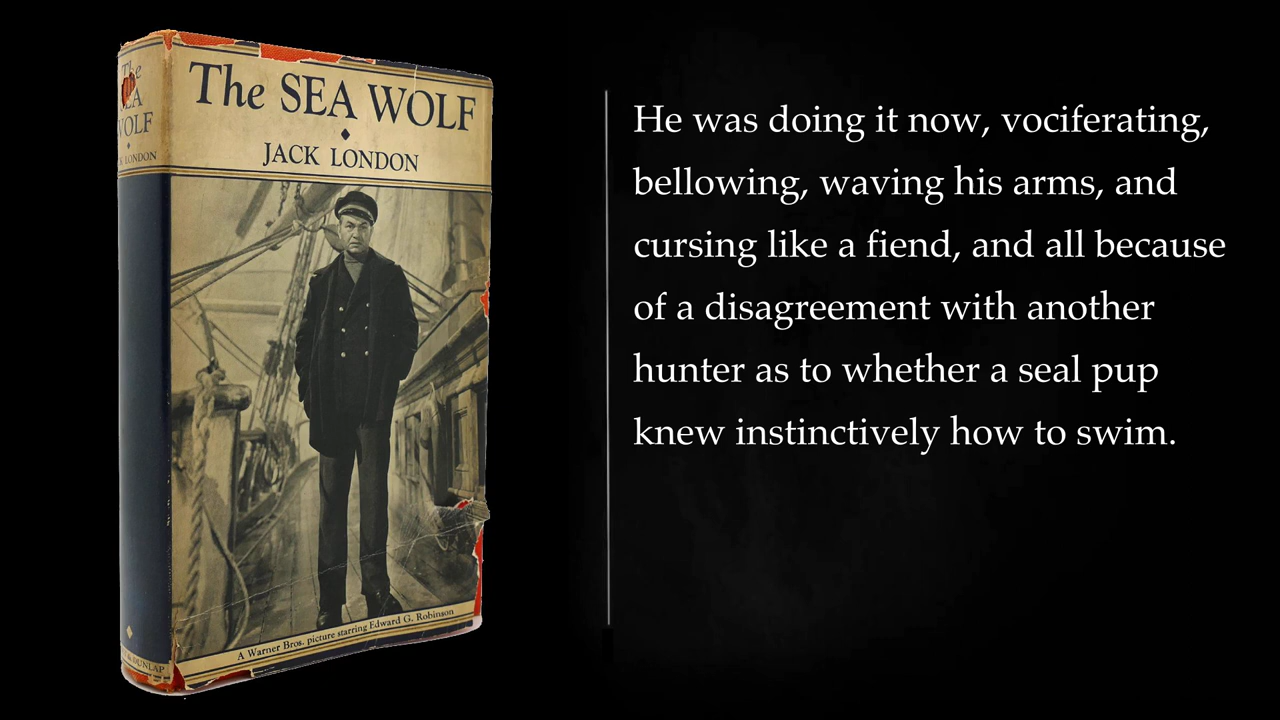 The SEA WOLF
JACK LONDON
The
WOLF
LONDON
DUNLAP
A Warner Bros. picture starring Edward G. Robinson
He was doing it now, vociferating,
bellowing, waving his arms, and
cursing like a fiend, and all because
of a disagreement with another
hunter as to whether a seal pup
knew instinctively how to swim.